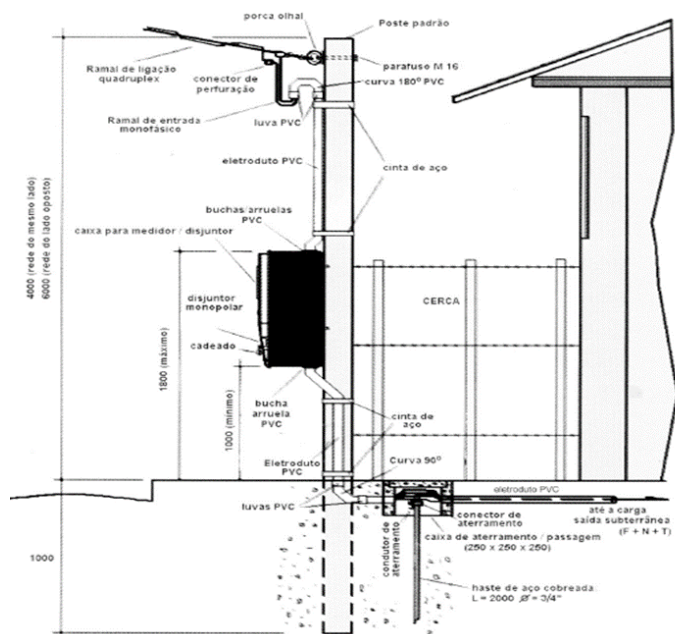 porca olhal
Poste padrão
Ramal de ligação
quadruplex
conector de
perfuração
parafuso M 16
curva 180º PVC
Ramal de entrada
monofásico
luva PVC
eletroduto PVC
cinta de aço
buchas/arruelas
PVC
caixa para medidor / disjuntor
4000 (rede do mesmo lado)
6000 (rede do lado oposto)
CERCA
disjuntor
monopolar
cadeado
1800 (máximo)
1000 (mínimo)
bucha
arruela
PVC
cinta de
aço
Eletroduto
PVC
Curva 90º
luvas PVC
eletroduto PVC
até a carga
saída subterrânea
(F + N + T)
conector de
aterramento
caixa de aterramento / passagem
(250 x 250 x 250)
condutor de
aterramento
1000
haste de aço cobreada:
L = 2000 ,Ø = 3/4"